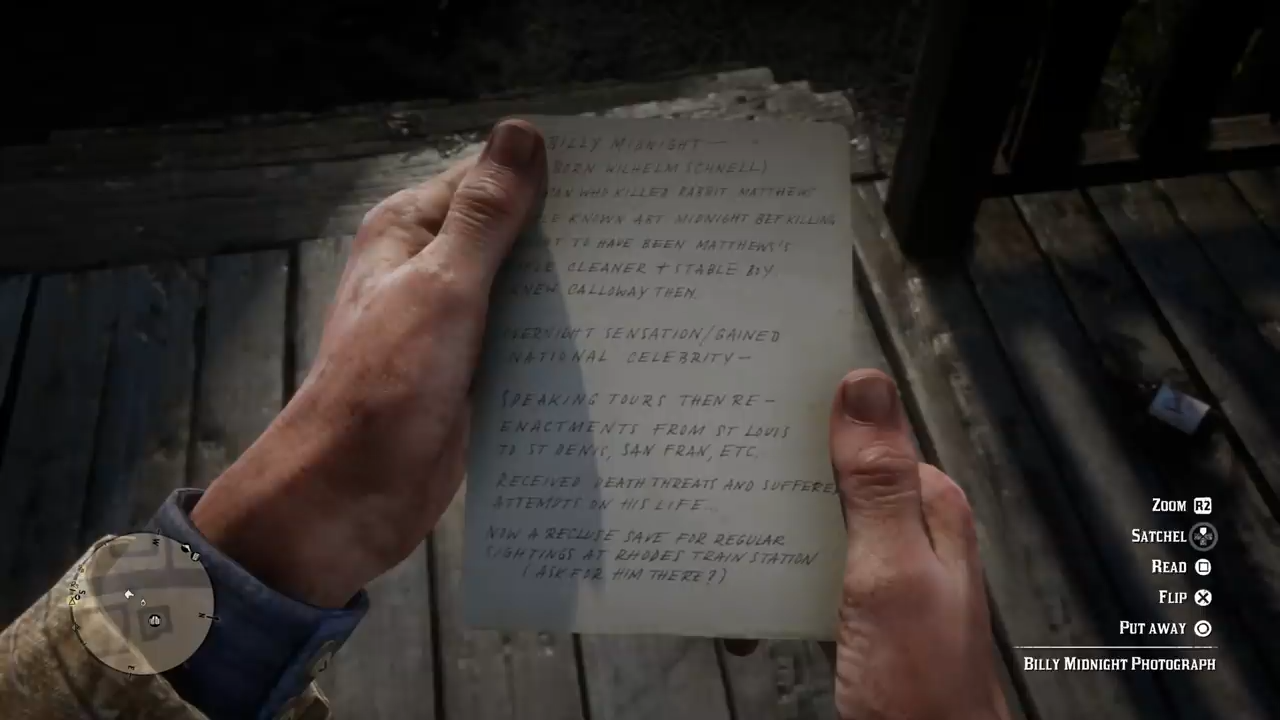 BILLY MIDNIGHT —
BORN WILHELM SCHNELL)
WHO KILLED RABBIT MATTHEWS
KNOWN ABT MIDNIGHT BEF KILLING
TO HAVE BEEN MATTHEWS'S
CLEANER + STABLE BOY
KNEW CALLOWAY THEN.
OVERNIGHT SENSATION/GAINED
NATIONAL CELEBRITY —
SPEAKING TOURS THEN RE-
ENACTMENTS FROM ST LOUIS
TO ST DENIS, SAN FRAN, ETC.
RECEIVED DEATH THREATS AND SUFFERED
ATTEMPTS ON HIS LIFE...
NOW A RECLUSE SAVE FOR REGULAR
SIGHTINGS AT RHODES TRAIN STATION
(ASK FOR HIM THERE?)
ZOOM R2
SATCHEL
READ
FLIP
PUT AWAY
BILLY MIDNIGHT PHOTOGRAPH